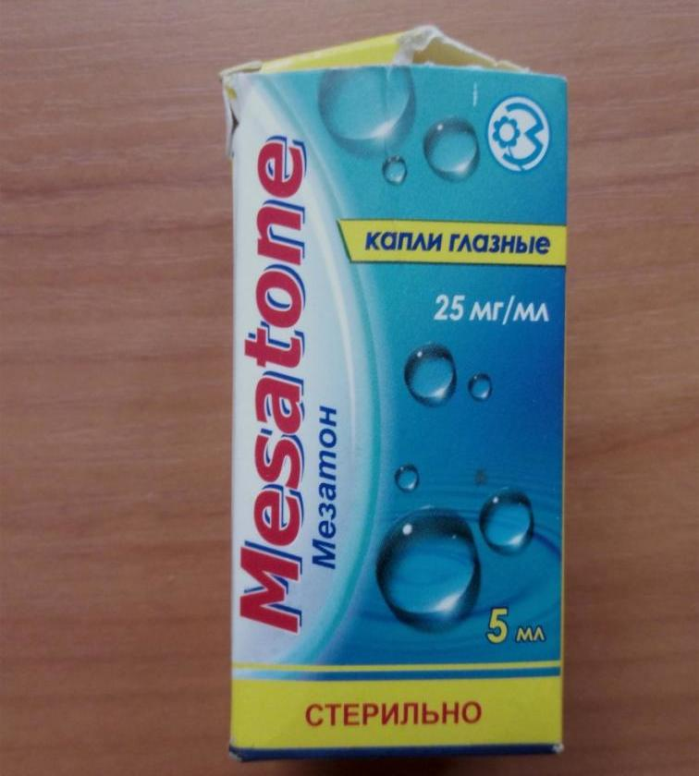 Mesatone
Мезатон
капли глазные
25 мг/мл
5 мл
СТЕРИЛЬНО